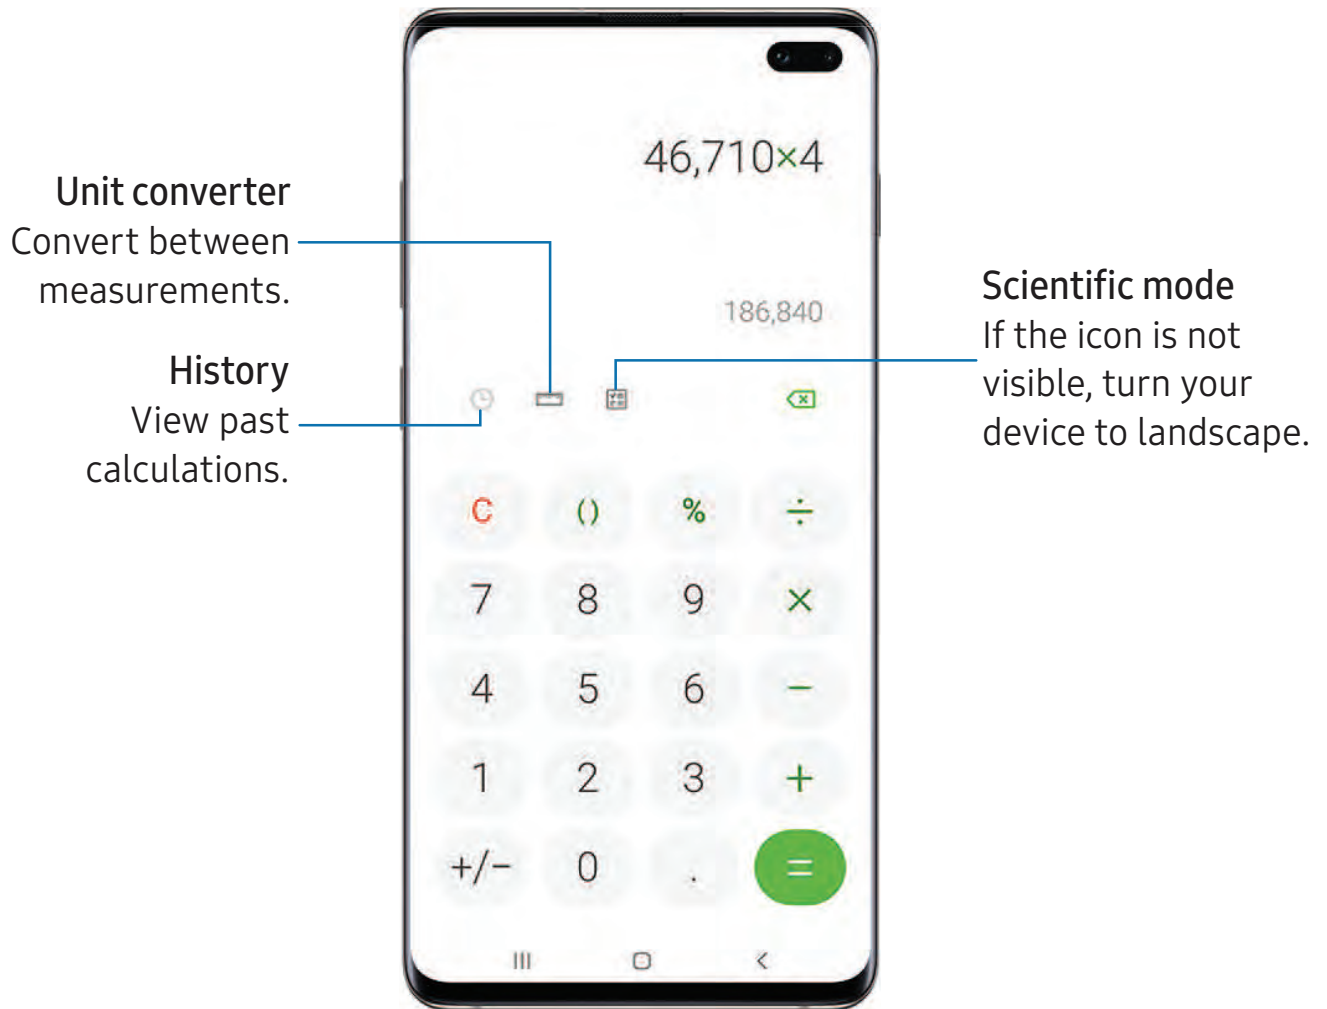 46,710×4
186,840
Unit converter
Convert between
measurements.
History
View past
calculations.
Scientific mode
If the icon is not
visible, turn your
device to landscape.
C () % ÷
7 8 9 ×
4 5 6 −
1 2 3 +
+/− 0 . =